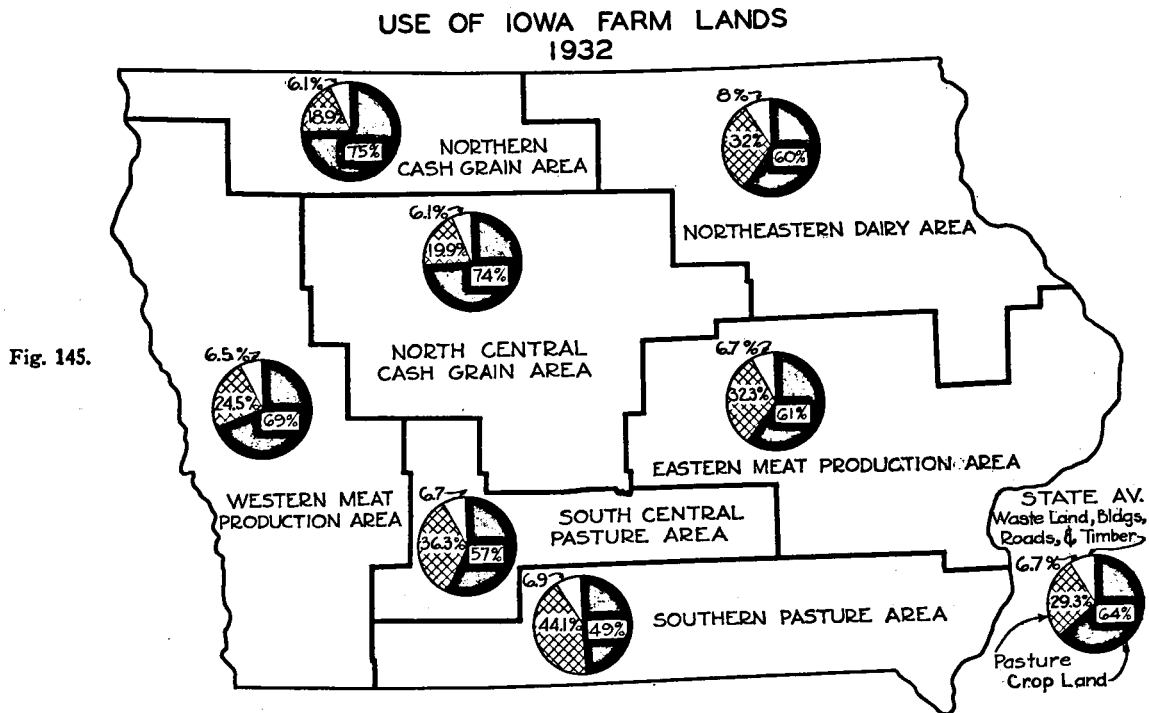 USE OF IOWA FARM LANDS
1932
6.1%
18.9%
75%
NORTHERN
CASH GRAIN AREA
8%
32%
60%
NORTHEASTERN DAIRY AREA
6.1%
19.9%
74%
NORTH CENTRAL
CASH GRAIN AREA
Fig. 145.
6.5%
24.5%
69%
WESTERN MEAT
PRODUCTION AREA
6.7%
32.3%
61%
EASTERN MEAT PRODUCTION AREA
6.7
36.3%
57%
SOUTH CENTRAL
PASTURE AREA
6.9
44.1%
49%
SOUTHERN PASTURE AREA
STATE AV.
Waste Land, Bldgs,
Roads, & Timber
6.7%
29.3%
64%
Pasture
Crop Land